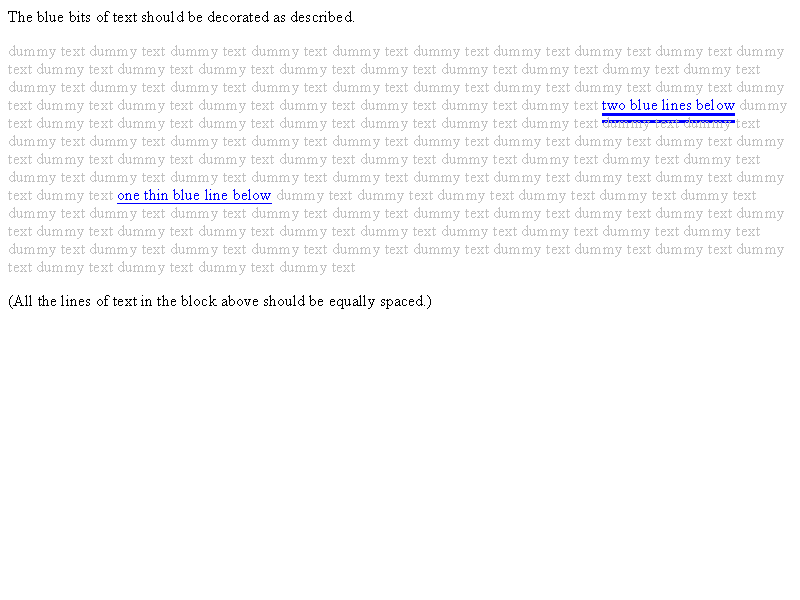 The blue bits of text should be decorated as described.
dummy text dummy text dummy text dummy text dummy text dummy text dummy text dummy text dummy text dummy
text dummy text dummy text dummy text dummy text dummy text dummy text dummy text dummy text dummy text
dummy text dummy text dummy text dummy text dummy text dummy text dummy text dummy text dummy text dummy
text dummy text dummy text dummy text dummy text dummy text dummy text dummy text two blue lines below dummy
text dummy text dummy text dummy text dummy text dummy text dummy text dummy text dummy text dummy text
dummy text dummy text dummy text dummy text dummy text dummy text dummy text dummy text dummy text dummy
text dummy text dummy text dummy text dummy text dummy text dummy text dummy text dummy text dummy text
dummy text dummy text dummy text dummy text dummy text dummy text dummy text dummy text dummy text dummy
text dummy text one thin blue line below dummy text dummy text dummy text dummy text dummy text dummy text
dummy text dummy text dummy text dummy text dummy text dummy text dummy text dummy text dummy text dummy
text dummy text dummy text dummy text dummy text dummy text dummy text dummy text dummy text dummy text
dummy text dummy text dummy text dummy text dummy text dummy text dummy text dummy text dummy text dummy
text dummy text dummy text dummy text dummy text
(All the lines of text in the block above should be equally spaced.)